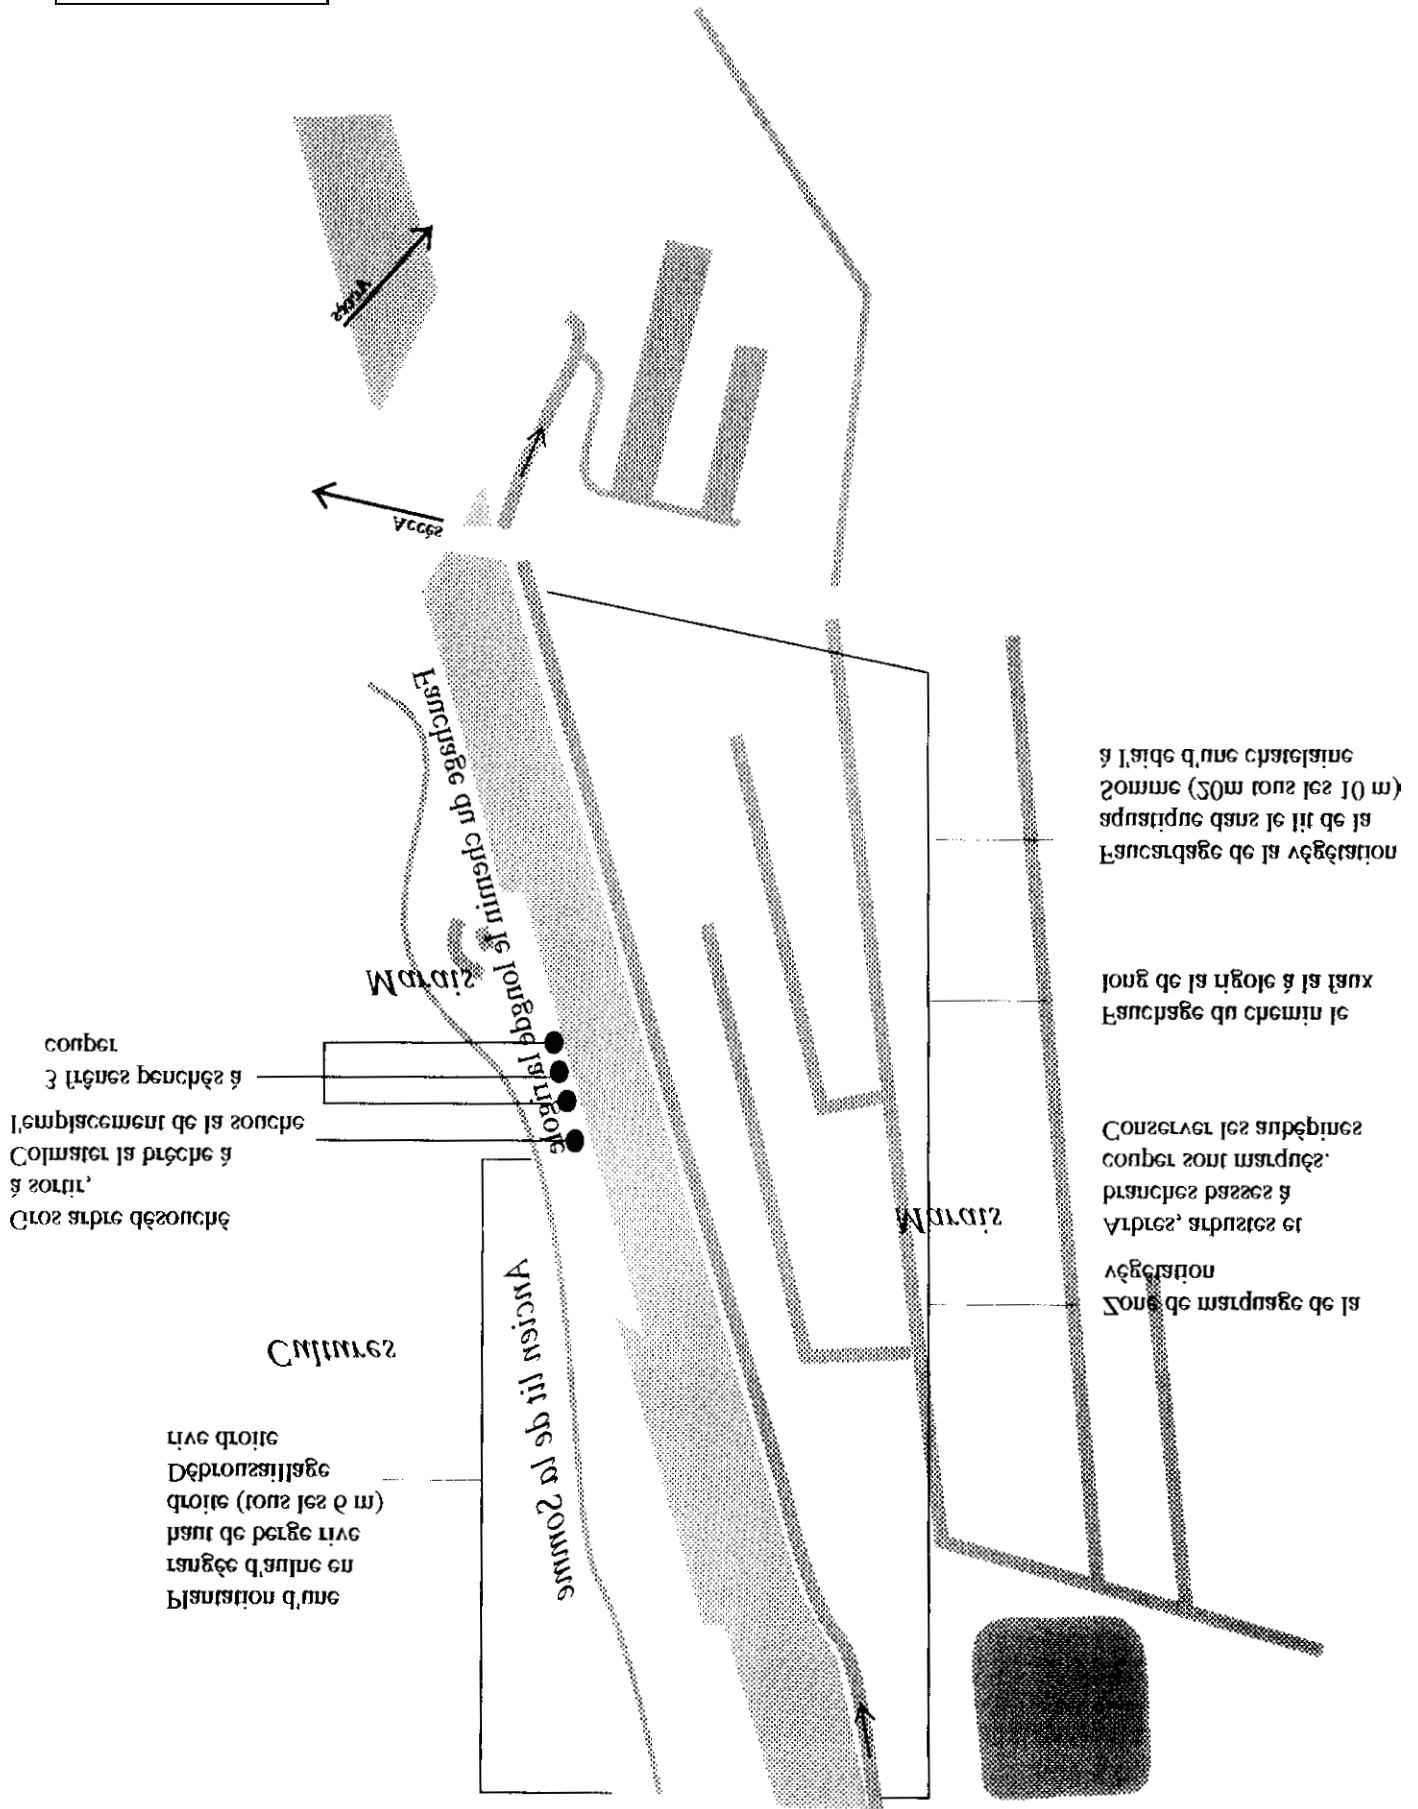 Plantation d'une
rangée d'aulne en
haut de berge rive
droite (tous les 6 m)
Débrousaillage
rive droite
Ancien lit de la Somme
Cultures
Zone de marquage de la
végétation
Arbres, arbustes et
branches basses à
couper sont marqués.
Conserver les aubépines
Marais
Gros arbre désouché
à sortir,
Colmater la brèche à
l'emplacement de la souche
3 frênes penchés à
couper
Marais
Fauchage du chemin le longde la rigole
Fauchage du chemin le
long de la rigole à la faux
Faucardage de la végétation
aquatique dans le lit de la
Somme (20m tous les 10 m)
à l'aide d'une chatelaine
Accès
Accès